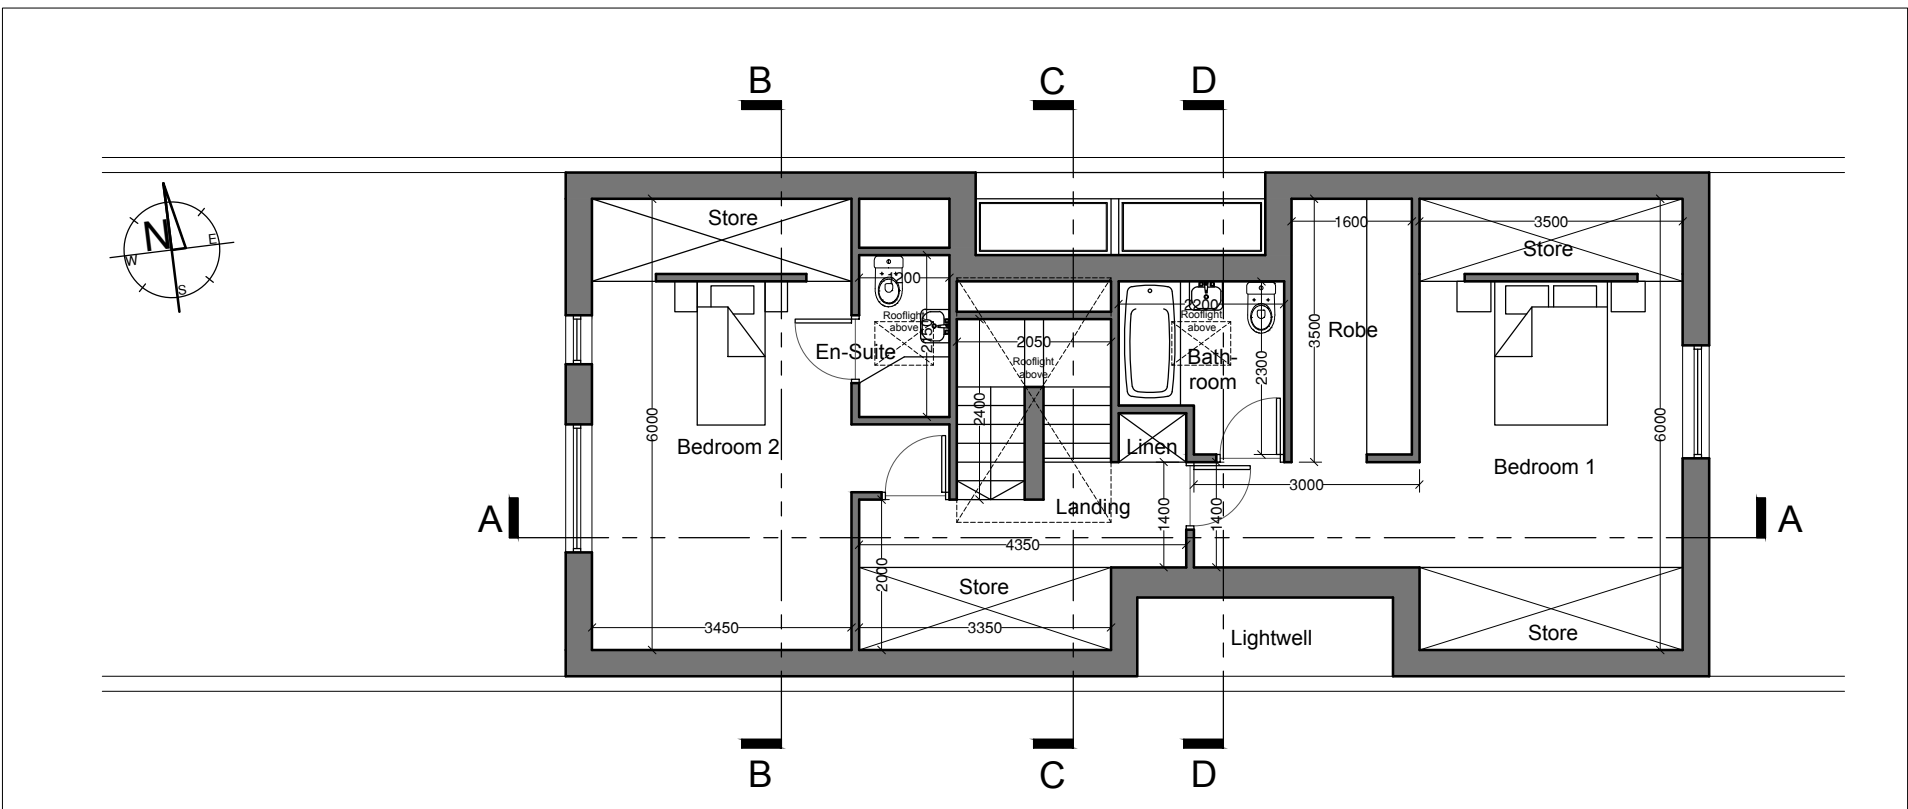 B
C
D
N
E
W
S
Store
1600
3500
Store
1200
Rooflight
above
2050
En-Suite
2050
Rooflight
above
2200
Rooflight
above
Bath-
room
2300
3500
Robe
6000
2400
Bedroom 2
Linen
6000
Bedroom 1
3000
A
Landing
1400
1400
A
4350
2000
Store
3450
3350
Lightwell
Store
B
C
D